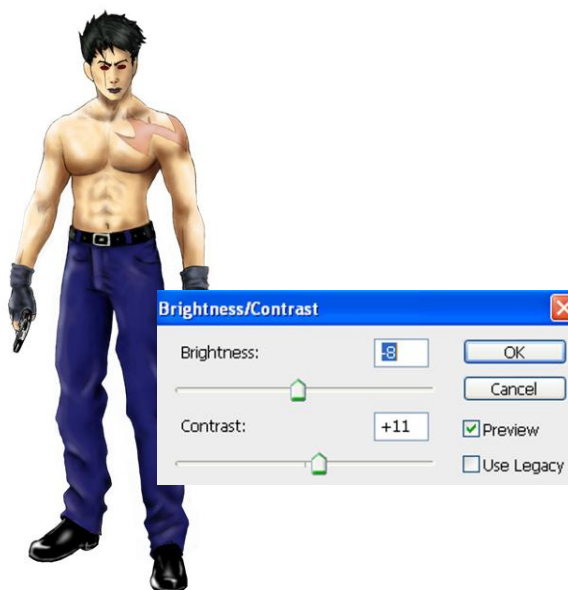 Brightness/Contrast
Brightness:
-8
OK
Cancel
Contrast:
+11
Preview
Use Legacy